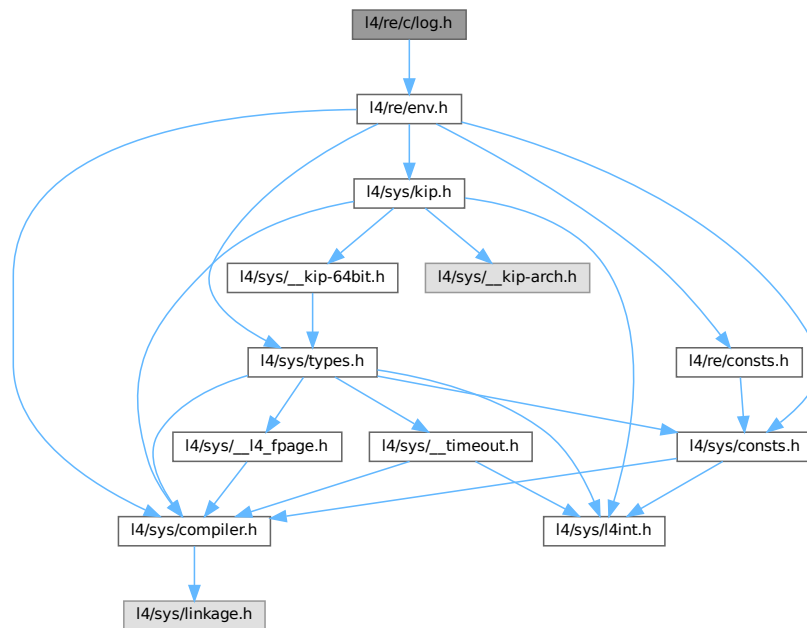 l4/re/c/log.h
l4/re/env.h
l4/sys/kip.h
l4/sys/__kip-64bit.h
l4/sys/__kip-arch.h
l4/sys/types.h
l4/re/consts.h
l4/sys/__l4_fpage.h
l4/sys/__timeout.h
l4/sys/consts.h
l4/sys/compiler.h
l4/sys/l4int.h
l4/sys/linkage.h